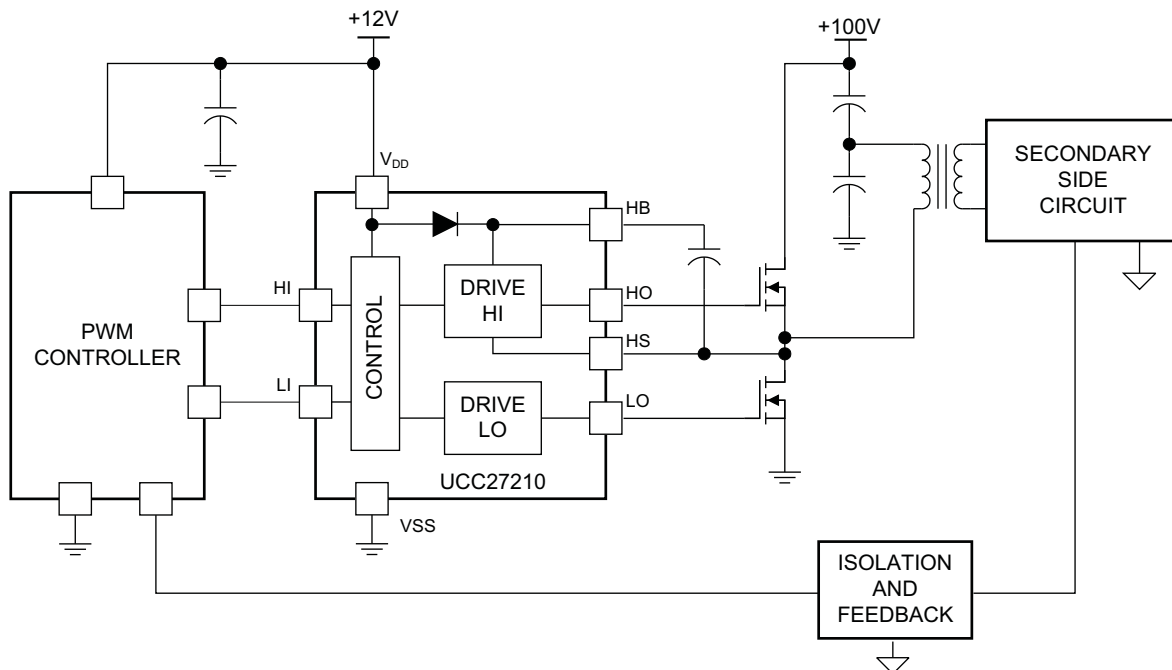 +12V
+100V
VDD
SECONDARY
SIDE
CIRCUIT
HB
HI
DRIVE
HI
HO
PWM
CONTROLLER
CONTROL
HS
LI
DRIVE
LO
LO
UCC27210
VSS
ISOLATION
AND
FEEDBACK